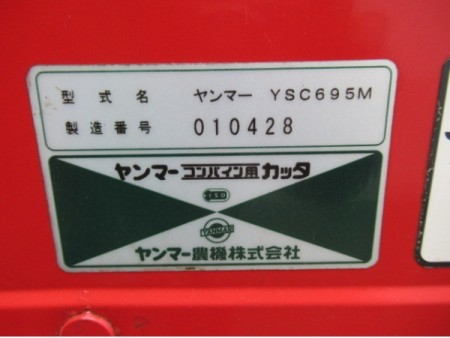 型式名 ヤンマー YSC695M
製造番号 010428
ヤンマーコンバイン用カッタ
YANMAR
ヤンマー農機株式会社